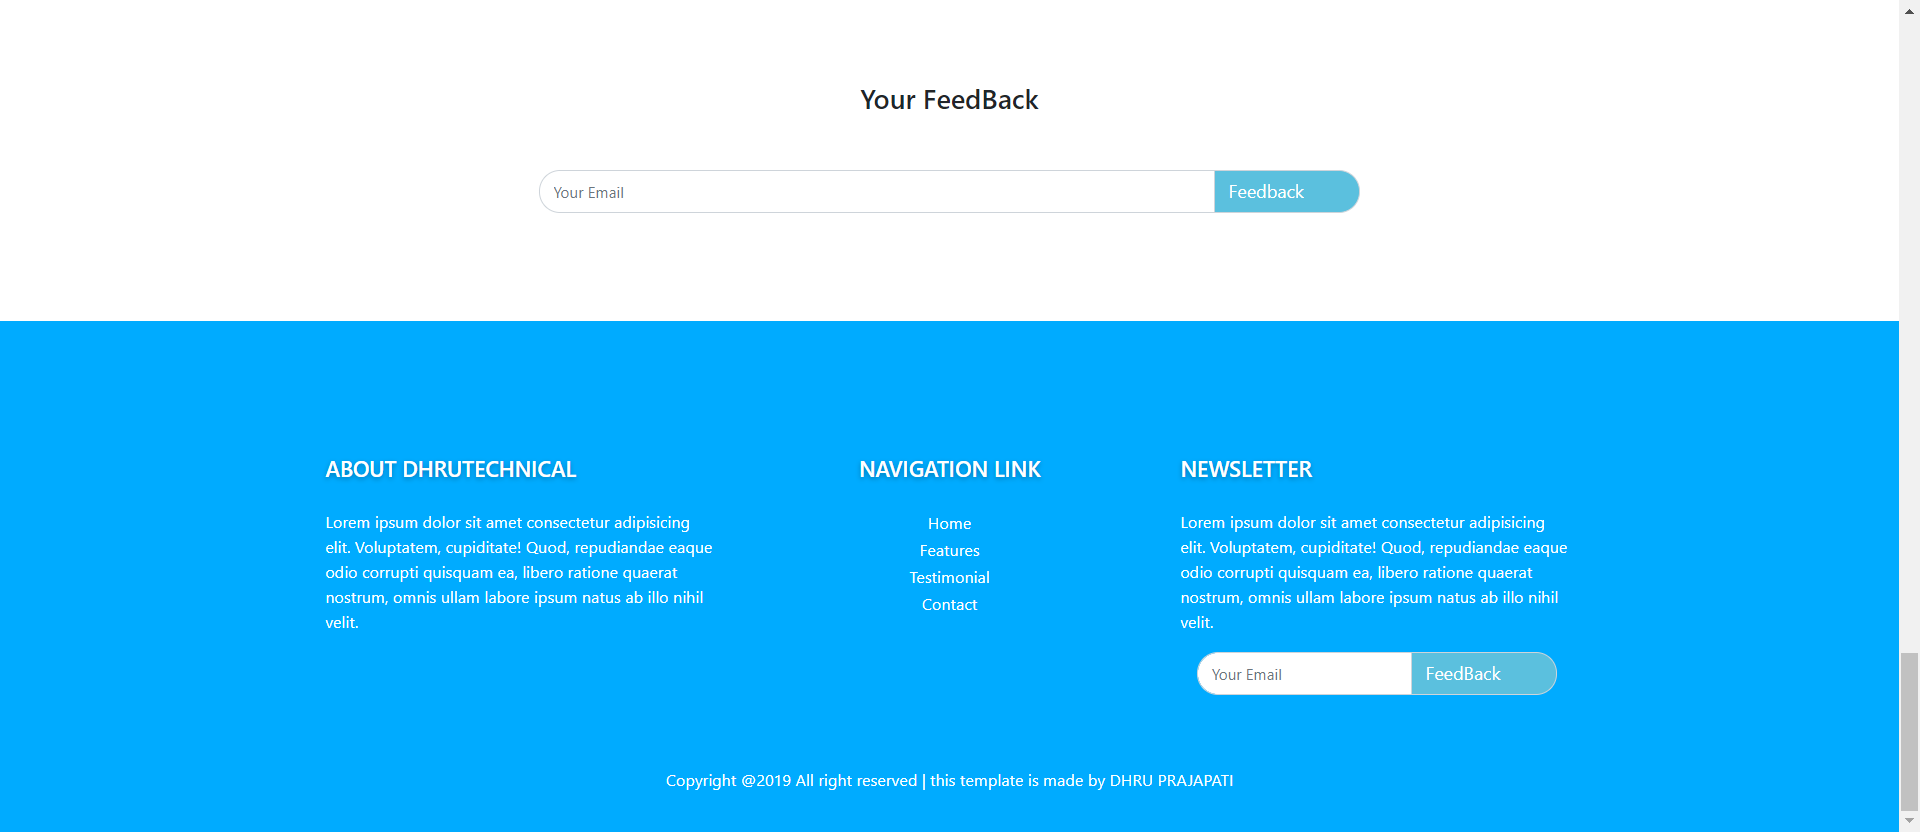 Your FeedBack
Your Email
Feedback
ABOUT DHRUTECHNICAL
Lorem ipsum dolor sit amet consectetur adipisicing
elit. Voluptatem, cupiditate! Quod, repudiandae eaque
odio corrupti quisquam ea, libero ratione quaerat
nostrum, omnis ullam labore ipsum natus ab illo nihil
velit.
NAVIGATION LINK
Home
Features
Testimonial
Contact
NEWSLETTER
Lorem ipsum dolor sit amet consectetur adipisicing
elit. Voluptatem, cupiditate! Quod, repudiandae eaque
odio corrupti quisquam ea, libero ratione quaerat
nostrum, omnis ullam labore ipsum natus ab illo nihil
velit.
Your Email
FeedBack
Copyright @2019 All right reserved | this template is made by DHRU PRAJAPATI